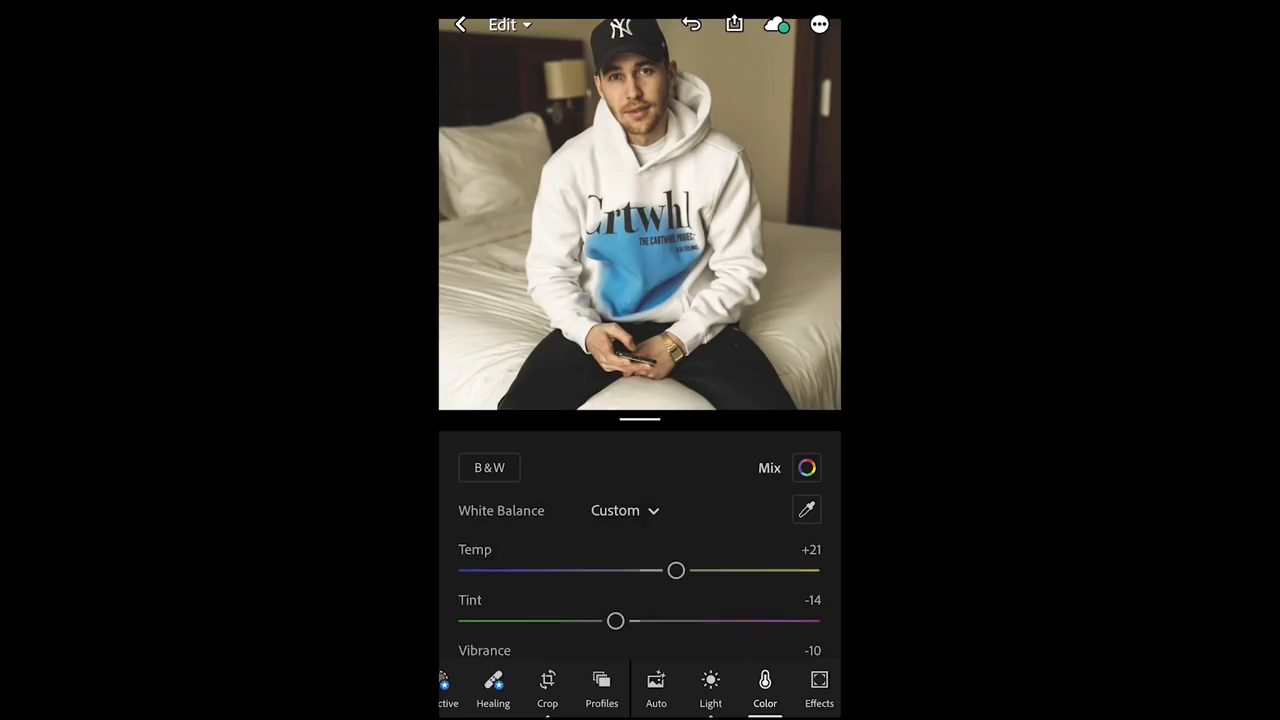 Edit
NY
Crtwhl
THE CARTWHEEL PROJECT
B&W
Mix
White Balance
Custom
Temp
+21
Tint
-14
Vibrance
-10
ctive
Healing
Crop
Profiles
Auto
Light
Color
Effects